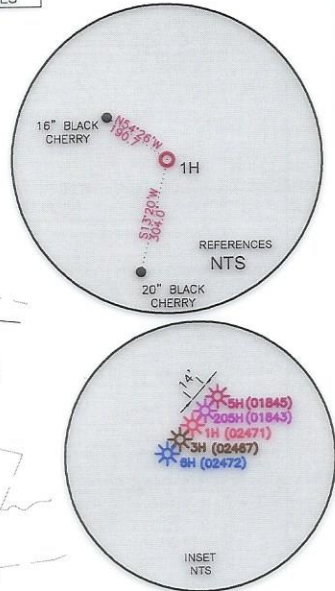 16" BLACK
CHERRY
N54°26'W
190.7'
1H
S13°20'W
304.0'
REFERENCES
NTS
20" BLACK
CHERRY
14'
5H (01845)
205H (01843)
1H (02471)
3H (02467)
6H (02472)
INSET
NTS